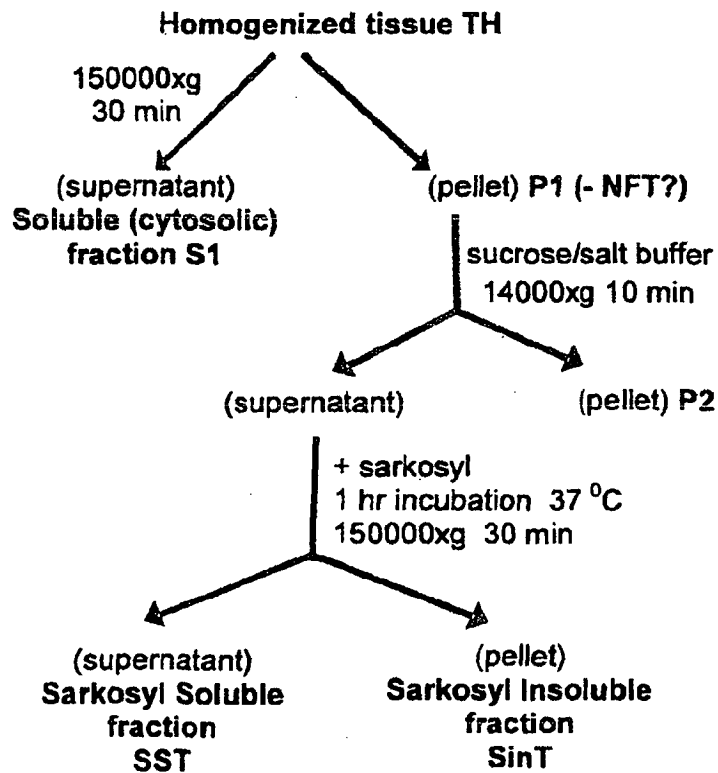 Homogenized tissue TH
150000xg
30 min
(supernatant)
Soluble (cytosolic)
fraction S1
(pellet) P1 (- NFT?)
sucrose/salt buffer
14000xg 10 min
(supernatant)
(pellet) P2
+ sarkosyl
1 hr incubation 37 ⁰C
150000xg 30 min
(supernatant)
Sarkosyl Soluble
fraction
SST
(pellet)
Sarkosyl Insoluble
fraction
SinT